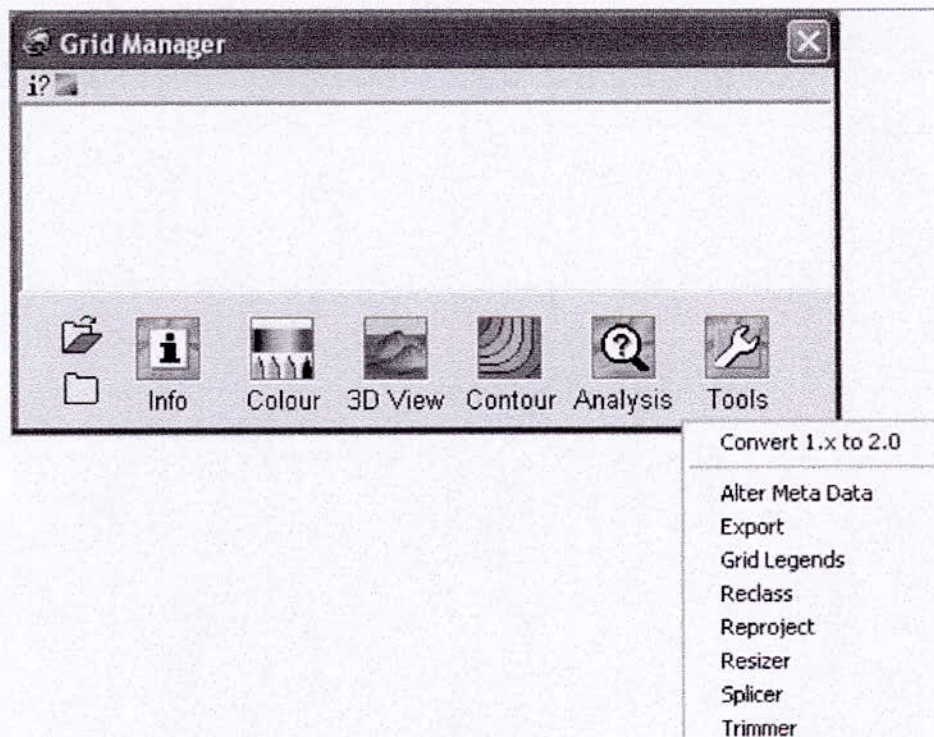 Grid Manager
i?
i
?
Info Colour 3D View Contour Analysis Tools
Convert 1.x to 2.0
Alter Meta Data
Export
Grid Legends
Reclass
Reproject
Resizer
Splicer
Trimmer